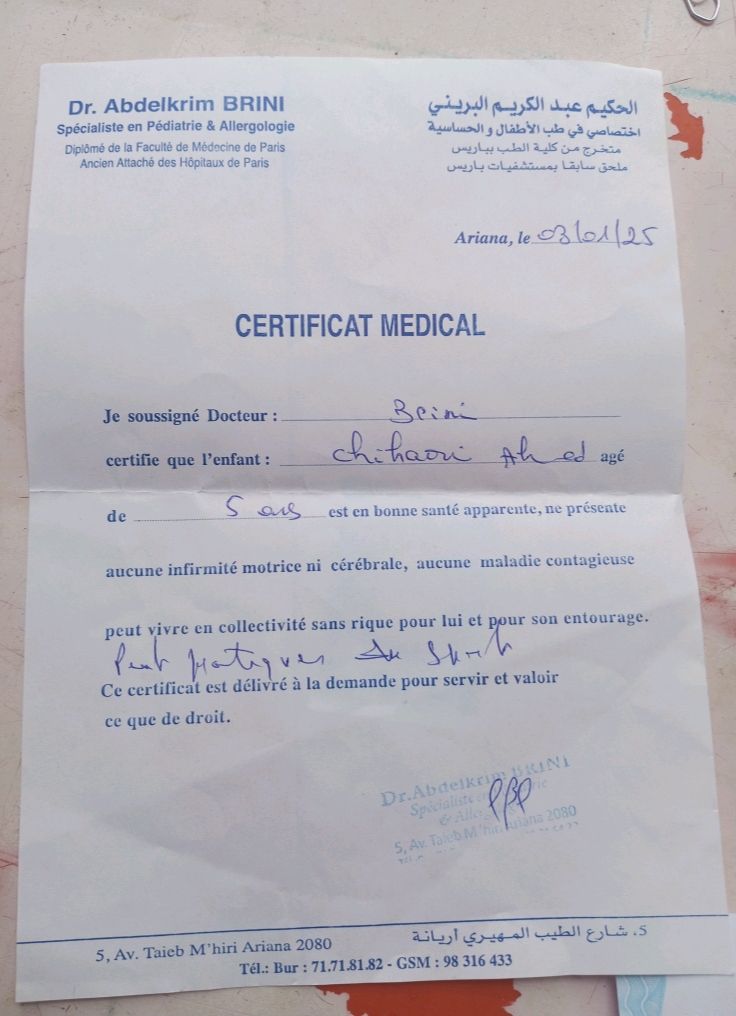 Dr. Abdelkrim BRINI
Spécialiste en Pédiatrie & Allergologie
Diplômé de la Faculté de Médecine de Paris
Ancien Attaché des Hôpitaux de Paris
الحكيم عبد الكريم البريني
اختصاصي في طب الأطفال و الحساسية
متخرج من كلية الطب بباريس
ملحق سابقا بمستشفيات باريس
Ariana, le 03/01/25
CERTIFICAT MEDICAL
Je soussigné Docteur : Brini
certifie que l'enfant : Chihaoui Ahmed agé
de 5 ans est en bonne santé apparente, ne présente
aucune infirmité motrice ni cérébrale, aucune maladie contagieuse
peut vivre en collectivité sans rique pour lui et pour son entourage.
Peut pratiquer du Sport
Ce certificat est délivré à la demande pour servir et valoir
ce que de droit.
Dr.Abdelkrim BRINI
Spécialiste
5, Av. Taieb M'hiri Ariana 2080
5, Av. Taieb M'hiri Ariana 2080
5، شارع الطيب المهيري أريانة
Tél.: Bur : 71.71.81.82 - GSM : 98 316 433